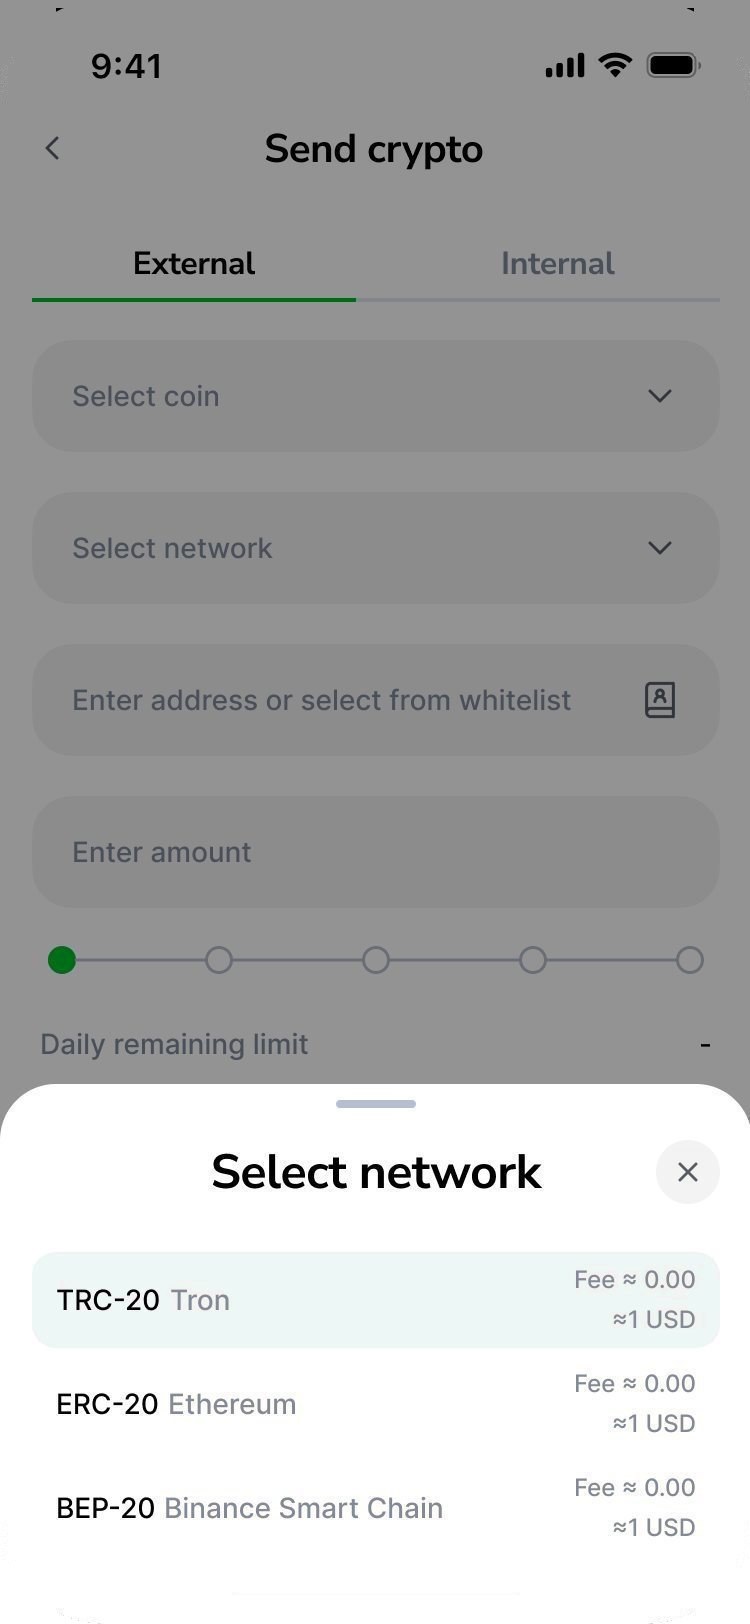 9:41
Send crypto
External
Internal
Select coin
Select network
Enter address or select from whitelist
Enter amount
Daily remaining limit -
Select network
TRC-20 Tron
Fee ≈ 0.00
≈1 USD
ERC-20 Ethereum
Fee ≈ 0.00
≈1 USD
BEP-20 Binance Smart Chain
Fee ≈ 0.00
≈1 USD